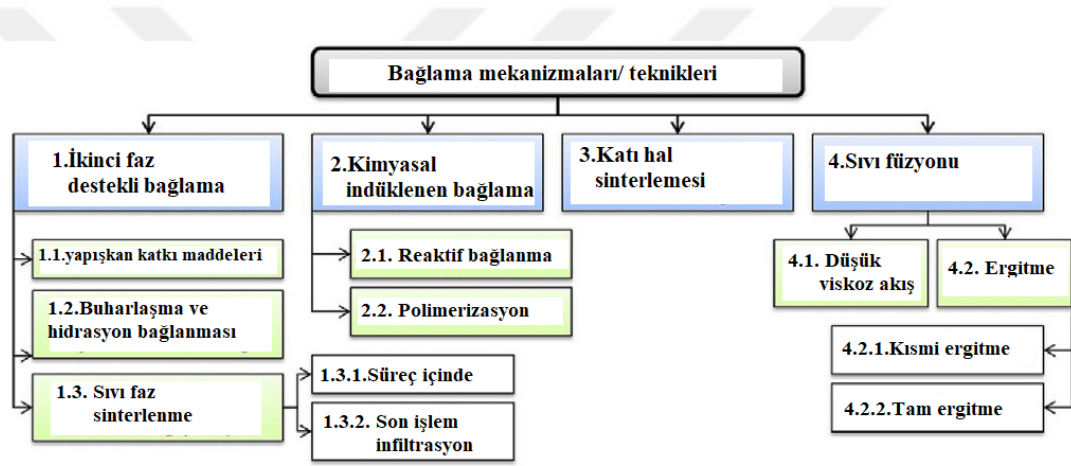 Bağlama mekanizmaları/ teknikleri
1.İkinci faz
destekli bağlama
2.Kimyasal
indüklenen bağlama
3.Katı hal
sinterlemesi
4.Sıvı füzyonu
1.1.yapışkan katkı maddeleri
1.2.Buharlaşma ve
hidrasyon bağlanması
1.3. Sıvı faz
sinterlenme
1.3.1.Süreç içinde
1.3.2. Son işlem
infiltrasyon
2.1. Reaktif bağlanma
2.2. Polimerizasyon
4.1. Düşük
viskoz akış
4.2. Ergitme
4.2.1.Kısmi ergitme
4.2.2.Tam ergitme